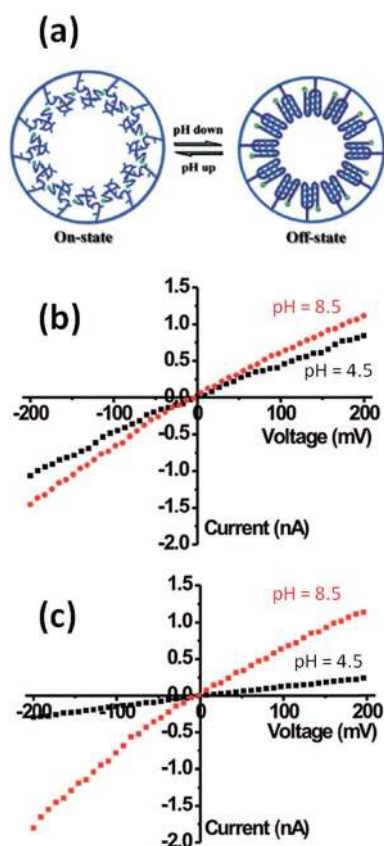 (a)
pH down
pH up
On-state
Off-state
(b)
1.5
1.0
0.5
0.0
-0.5
-1.0
-1.5
-2.0
-200
-100
0
100
200
pH = 8.5
pH = 4.5
Voltage (mV)
Current (nA)
(c)
1.5
1.0
0.5
0.0
-0.5
-1.0
-1.5
-2.0
-200
-100
0
100
200
pH = 8.5
pH = 4.5
Voltage (mV)
Current (nA)